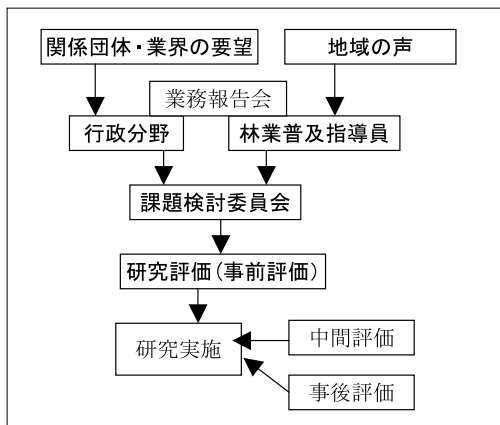 関係団体・業界の要望
地域の声
業務報告会
行政分野
林業普及指導員
課題検討委員会
研究評価(事前評価)
研究実施
中間評価
事後評価